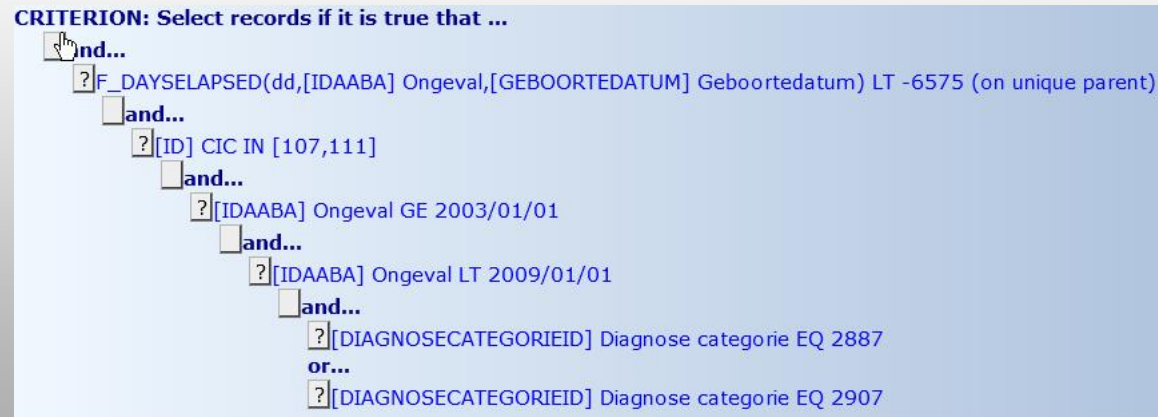 CRITERION: Select records if it is true that ...
and...
? F_DAYSELAPSED(dd,[IDAABA] Ongeval,[GEBOORTEDATUM] Geboortedatum) LT -6575 (on unique parent)
and...
? [ID] CIC IN [107,111]
and...
? [IDAABA] Ongeval GE 2003/01/01
and...
? [IDAABA] Ongeval LT 2009/01/01
and...
? [DIAGNOSECATEGORIEID] Diagnose categorie EQ 2887
or...
? [DIAGNOSECATEGORIEID] Diagnose categorie EQ 2907